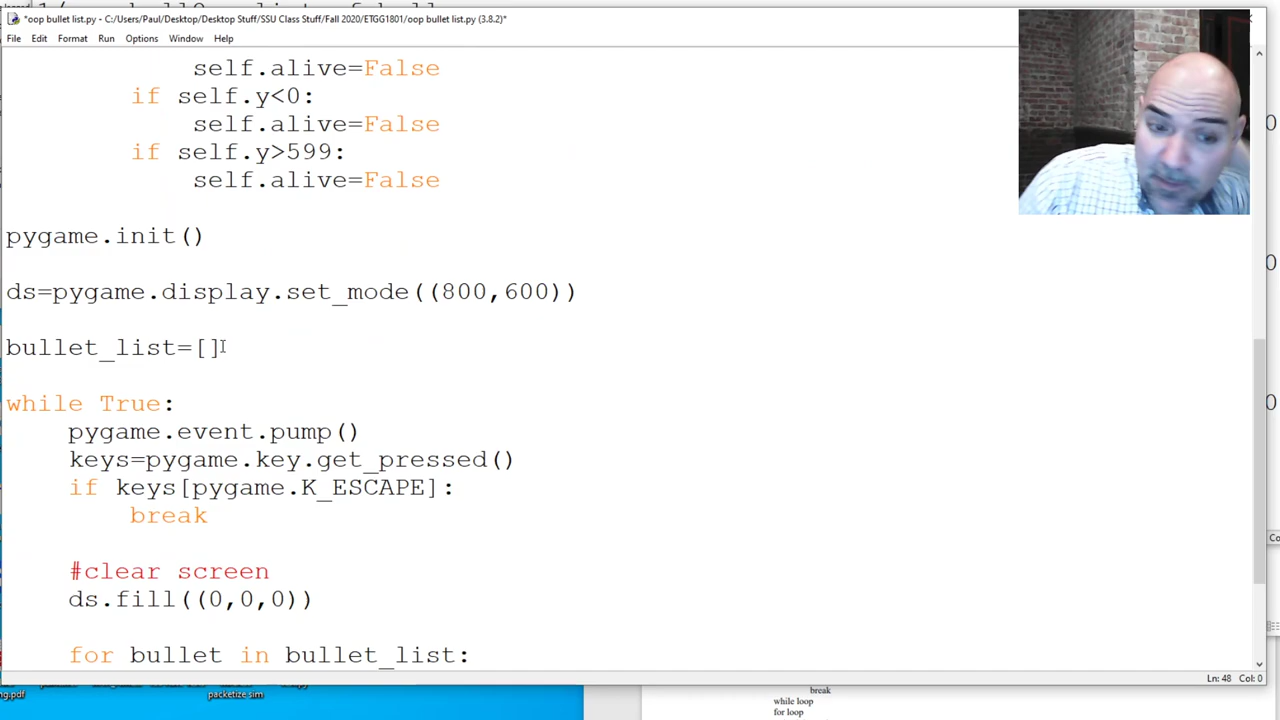 *oop bullet list.py - C:/Users/Paul/Desktop/Desktop Stuff/SSU Class Stuff/Fall 2020/ETGG1801/oop bullet list.py (3.8.2)*
File Edit Format Run Options Window Help
self.alive=False
if self.y<0:
self.alive=False
if self.y>599:
self.alive=False
pygame.init()
ds=pygame.display.set_mode((800,600))
bullet_list=[]
while True:
pygame.event.pump()
keys=pygame.key.get_pressed()
if keys[pygame.K_ESCAPE]:
break
#clear screen
ds.fill((0,0,0))
for bullet in bullet_list:
Ln: 48 Col: 0
ng.pdf
packetize sim
break
while loop
for loop